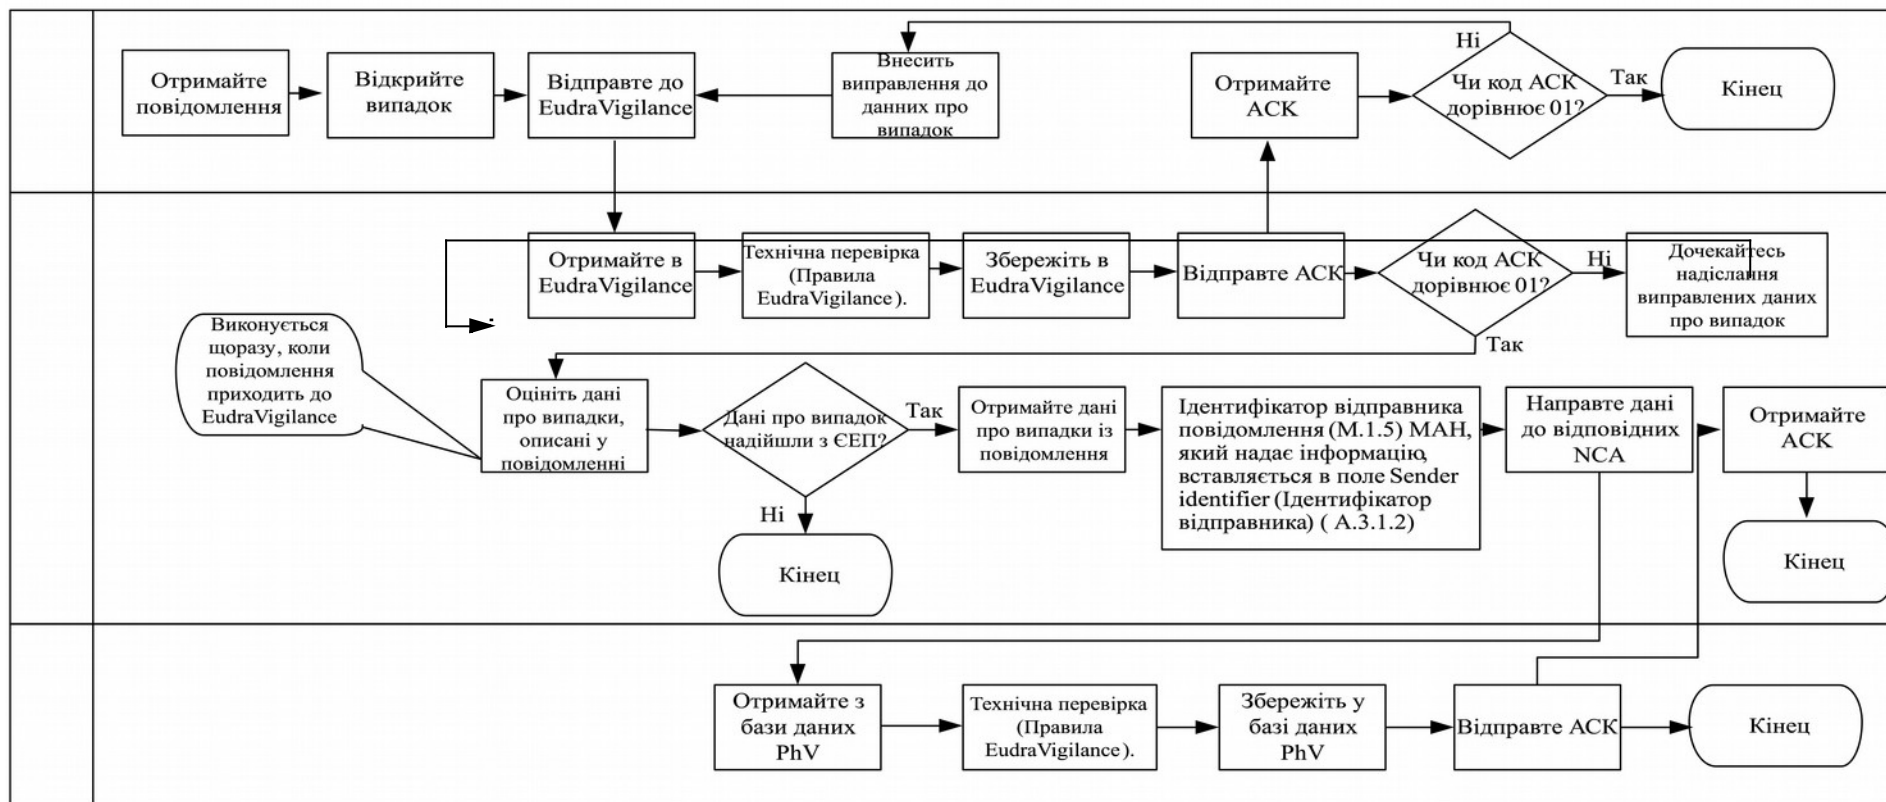 Отримайте
повідомлення
Відкрийте
випадок
Відправте до
EudraVigilance
Внесить
виправлення до
данних про
випадок
Отримайте
АСК
Ні
Чи код АСК
дорівнює 01?
Так
Кінец
Отримайте в
EudraVigilance
Технічна перевірка
(Правила
EudraVigilance).
Збережіть в
EudraVigilance
Відправте АСК
Чи код АСК
дорівнює 01?
Ні
Дочекайтесь
надіслання
виправлених даних
про випадок
Так
Виконується
щоразу, коли
повідомлення
приходить до
EudraVigilance
Оцініть дані
про випадки,
описані у
повідомленні
Дані про випадок
надійшли з ЄЕП?
Так
Ні
Кінец
Отримайте дані
про випадки із
повідомлення
Ідентифікатор відправника
повідомлення (M.1.5) МАН,
який надає інформацію,
вставляється в поле Sender
identifier (Ідентифікатор
відправника) ( A.3.1.2)
Направте дані
до відповідних
NCA
Отримайте
АСК
Кінец
Отримайте з
бази даних
PhV
Технічна перевірка
(Правила
EudraVigilance).
Збережіть у
базі даних
PhV
Відправте АСК
Кінец